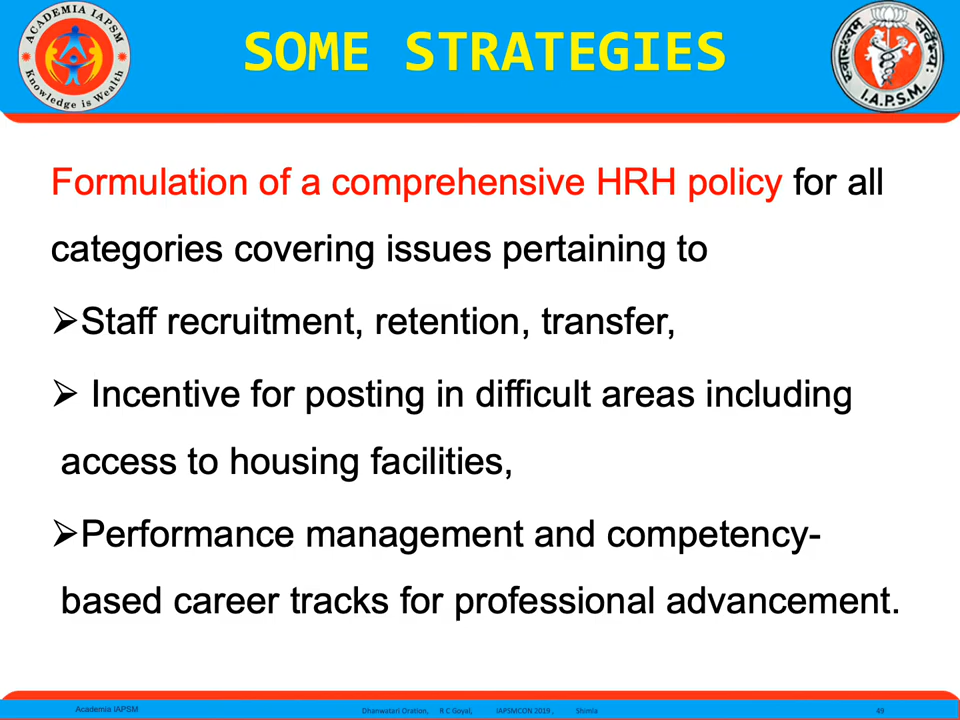 ACADEMIA IAPSM
Knowledge is Wealth
SOME STRATEGIES
स्वास्थ्यम सर्वेषाम्
I.A.P.S.M.
Formulation of a comprehensive HRH policy for all
categories covering issues pertaining to
➢Staff recruitment, retention, transfer,
➢ Incentive for posting in difficult areas including
access to housing facilities,
➢Performance management and competency-
based career tracks for professional advancement.
Academia IAPSM
Dhanwatari Oration, R C Goyal, IAPSMCON 2019 , Shimla
49